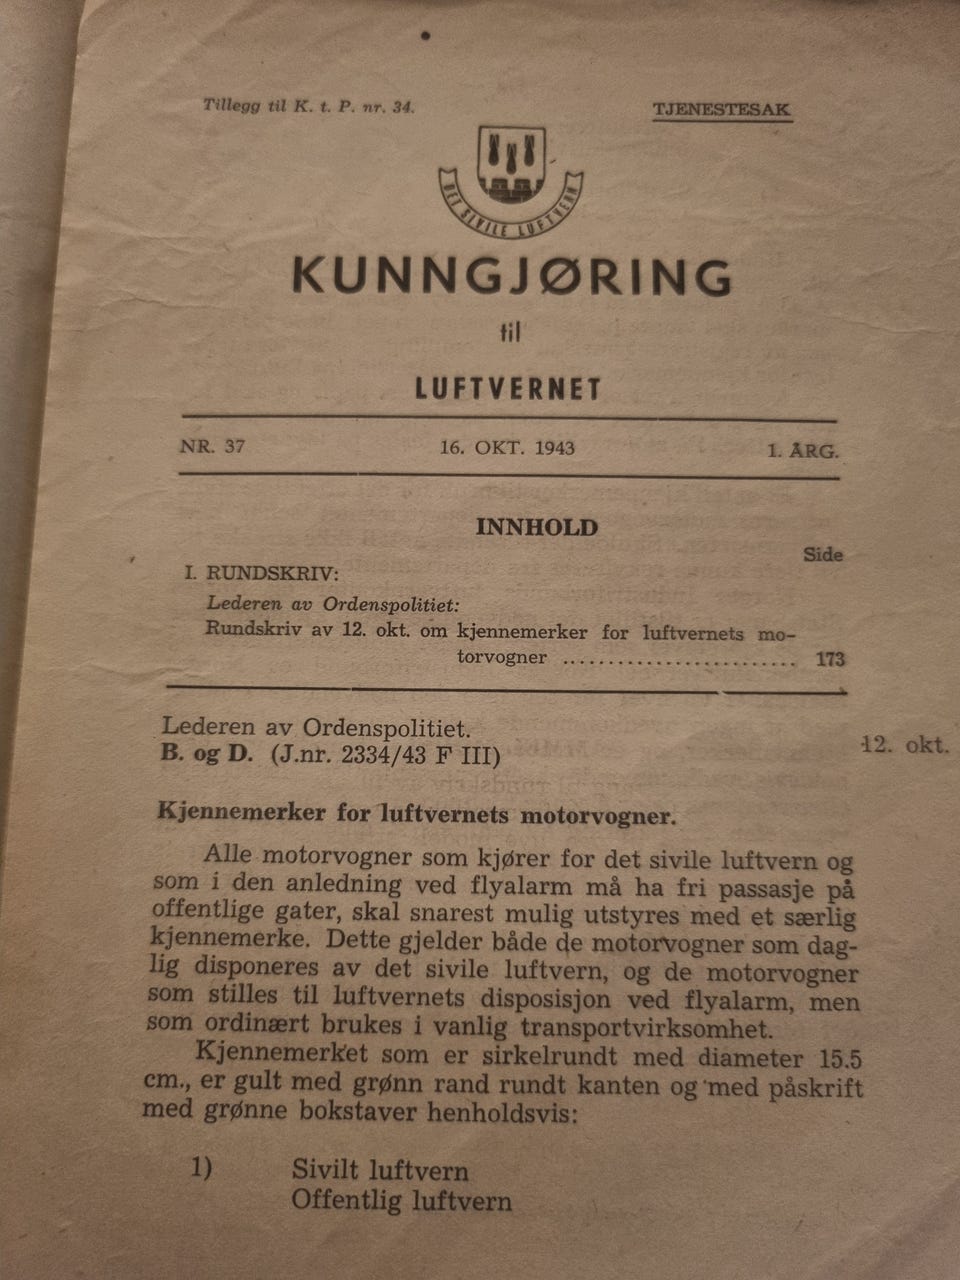 Tillegg til K. t. P. nr. 34.
TJENESTESAK
DET SIVILE LUFTVERN
KUNNGJØRING
til
LUFTVERNET
NR. 37 16. OKT. 1943 1. ÅRG.
INNHOLD
Side
I. RUNDSKRIV:
Lederen av Ordenspolitiet:
Rundskriv av 12. okt. om kjennemerker for luftvernets mo-
torvogner ......................... 173
Lederen av Ordenspolitiet.
B. og D. (J.nr. 2334/43 F III)
12. okt.
Kjennemerker for luftvernets motorvogner.
Alle motorvogner som kjører for det sivile luftvern og
som i den anledning ved flyalarm må ha fri passasje på
offentlige gater, skal snarest mulig utstyres med et særlig
kjennemerke. Dette gjelder både de motorvogner som dag-
lig disponeres av det sivile luftvern, og de motorvogner
som stilles til luftvernets disposisjon ved flyalarm, men
som ordinært brukes i vanlig transportvirksomhet.
Kjennemerket som er sirkelrundt med diameter 15.5
cm., er gult med grønn rand rundt kanten og med påskrift
med grønne bokstaver henholdsvis:
1) Sivilt luftvern
Offentlig luftvern